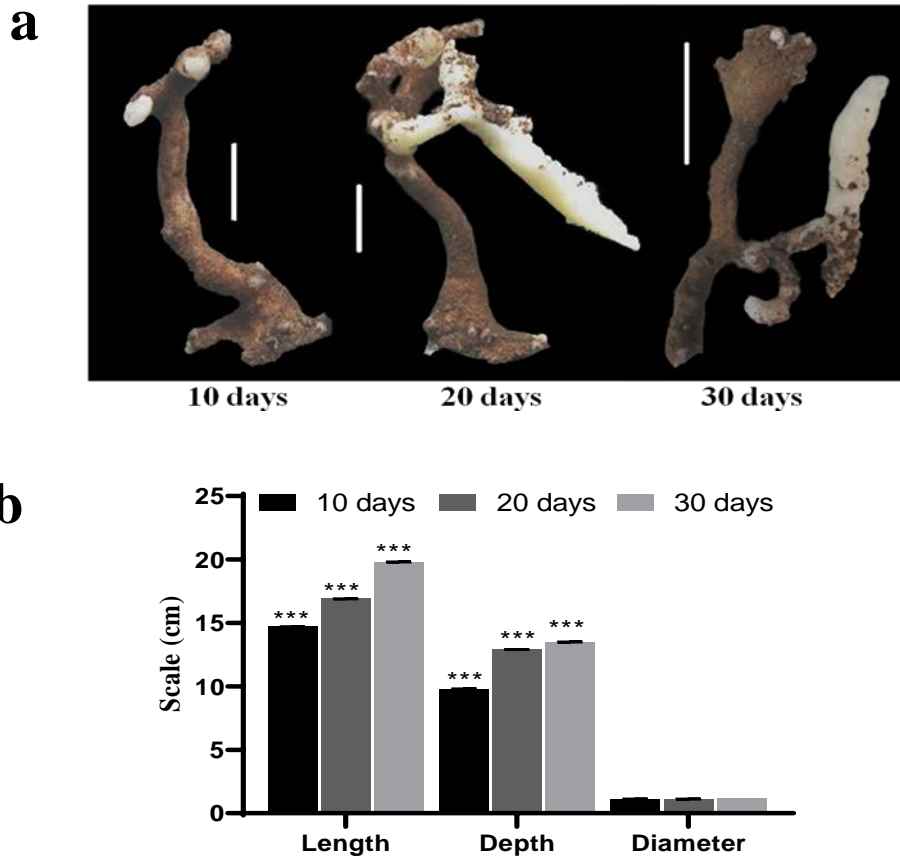 a
10 days 20 days 30 days
b
25 10 days 20 days 30 days
***
20
***
***
15
***
***
***
10
5
0
Scale (cm)
Length Depth Diameter